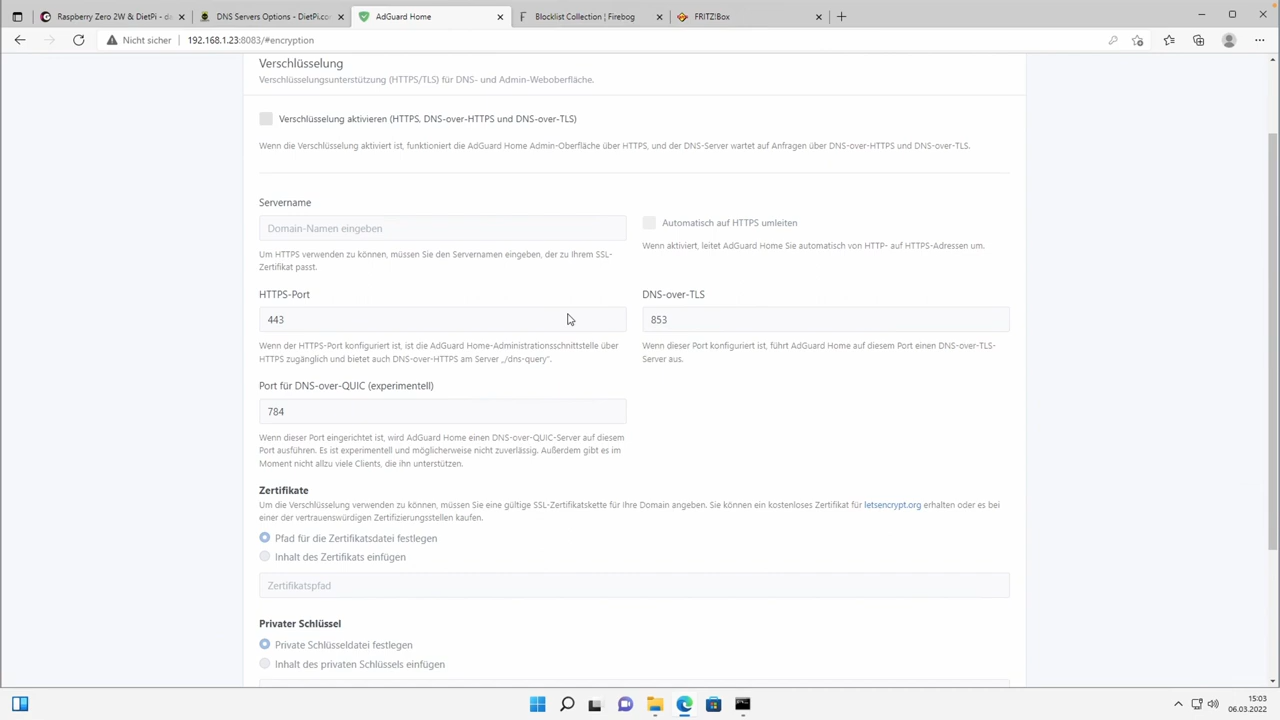 Raspberry Zero 2W & DietPi - da
DNS Servers Options - DietPi.co
AdGuard Home
Blocklist Collection | Firebog
FRITZ!Box
Nicht sicher
192.168.1.23:8083/#encryption
Verschlüsselung
Verschlüsselungsunterstützung (HTTPS/TLS) für DNS- und Admin-Weboberfläche.
Verschlüsselung aktivieren (HTTPS, DNS-over-HTTPS und DNS-over-TLS)
Wenn die Verschlüsselung aktiviert ist, funktioniert die AdGuard Home Admin-Oberfläche über HTTPS, und der DNS-Server wartet auf Anfragen über DNS-over-HTTPS und DNS-over-TLS.
Servername
Domain-Namen eingeben
Um HTTPS verwenden zu können, müssen Sie den Servernamen eingeben, der zu Ihrem SSL-
Zertifikat passt.
Automatisch auf HTTPS umleiten
Wenn aktiviert, leitet AdGuard Home Sie automatisch von HTTP- auf HTTPS-Adressen um.
HTTPS-Port
443
Wenn der HTTPS-Port konfiguriert ist, ist die AdGuard Home-Administrationsschnittstelle über
HTTPS zugänglich und bietet auch DNS-over-HTTPS am Server „/dns-query”.
DNS-over-TLS
853
Wenn dieser Port konfiguriert ist, führt AdGuard Home auf diesem Port einen DNS-over-TLS-
Server aus.
Port für DNS-over-QUIC (experimentell)
784
Wenn dieser Port eingerichtet ist, wird AdGuard Home einen DNS-over-QUIC-Server auf diesem
Port ausführen. Es ist experimentell und möglicherweise nicht zuverlässig. Außerdem gibt es im
Moment nicht allzu viele Clients, die ihn unterstützen.
Zertifikate
Um die Verschlüsselung verwenden zu können, müssen Sie eine gültige SSL-Zertifikatskette für Ihre Domain angeben. Sie können ein kostenloses Zertifikat für letsencrypt.org erhalten oder es bei
einer der vertrauenswürdigen Zertifizierungsstellen kaufen.
Pfad für die Zertifikatsdatei festlegen
Inhalt des Zertifikats einfügen
Zertifikatspfad
Privater Schlüssel
Private Schlüsseldatei festlegen
Inhalt des privaten Schlüssels einfügen
15:03
06.03.2022